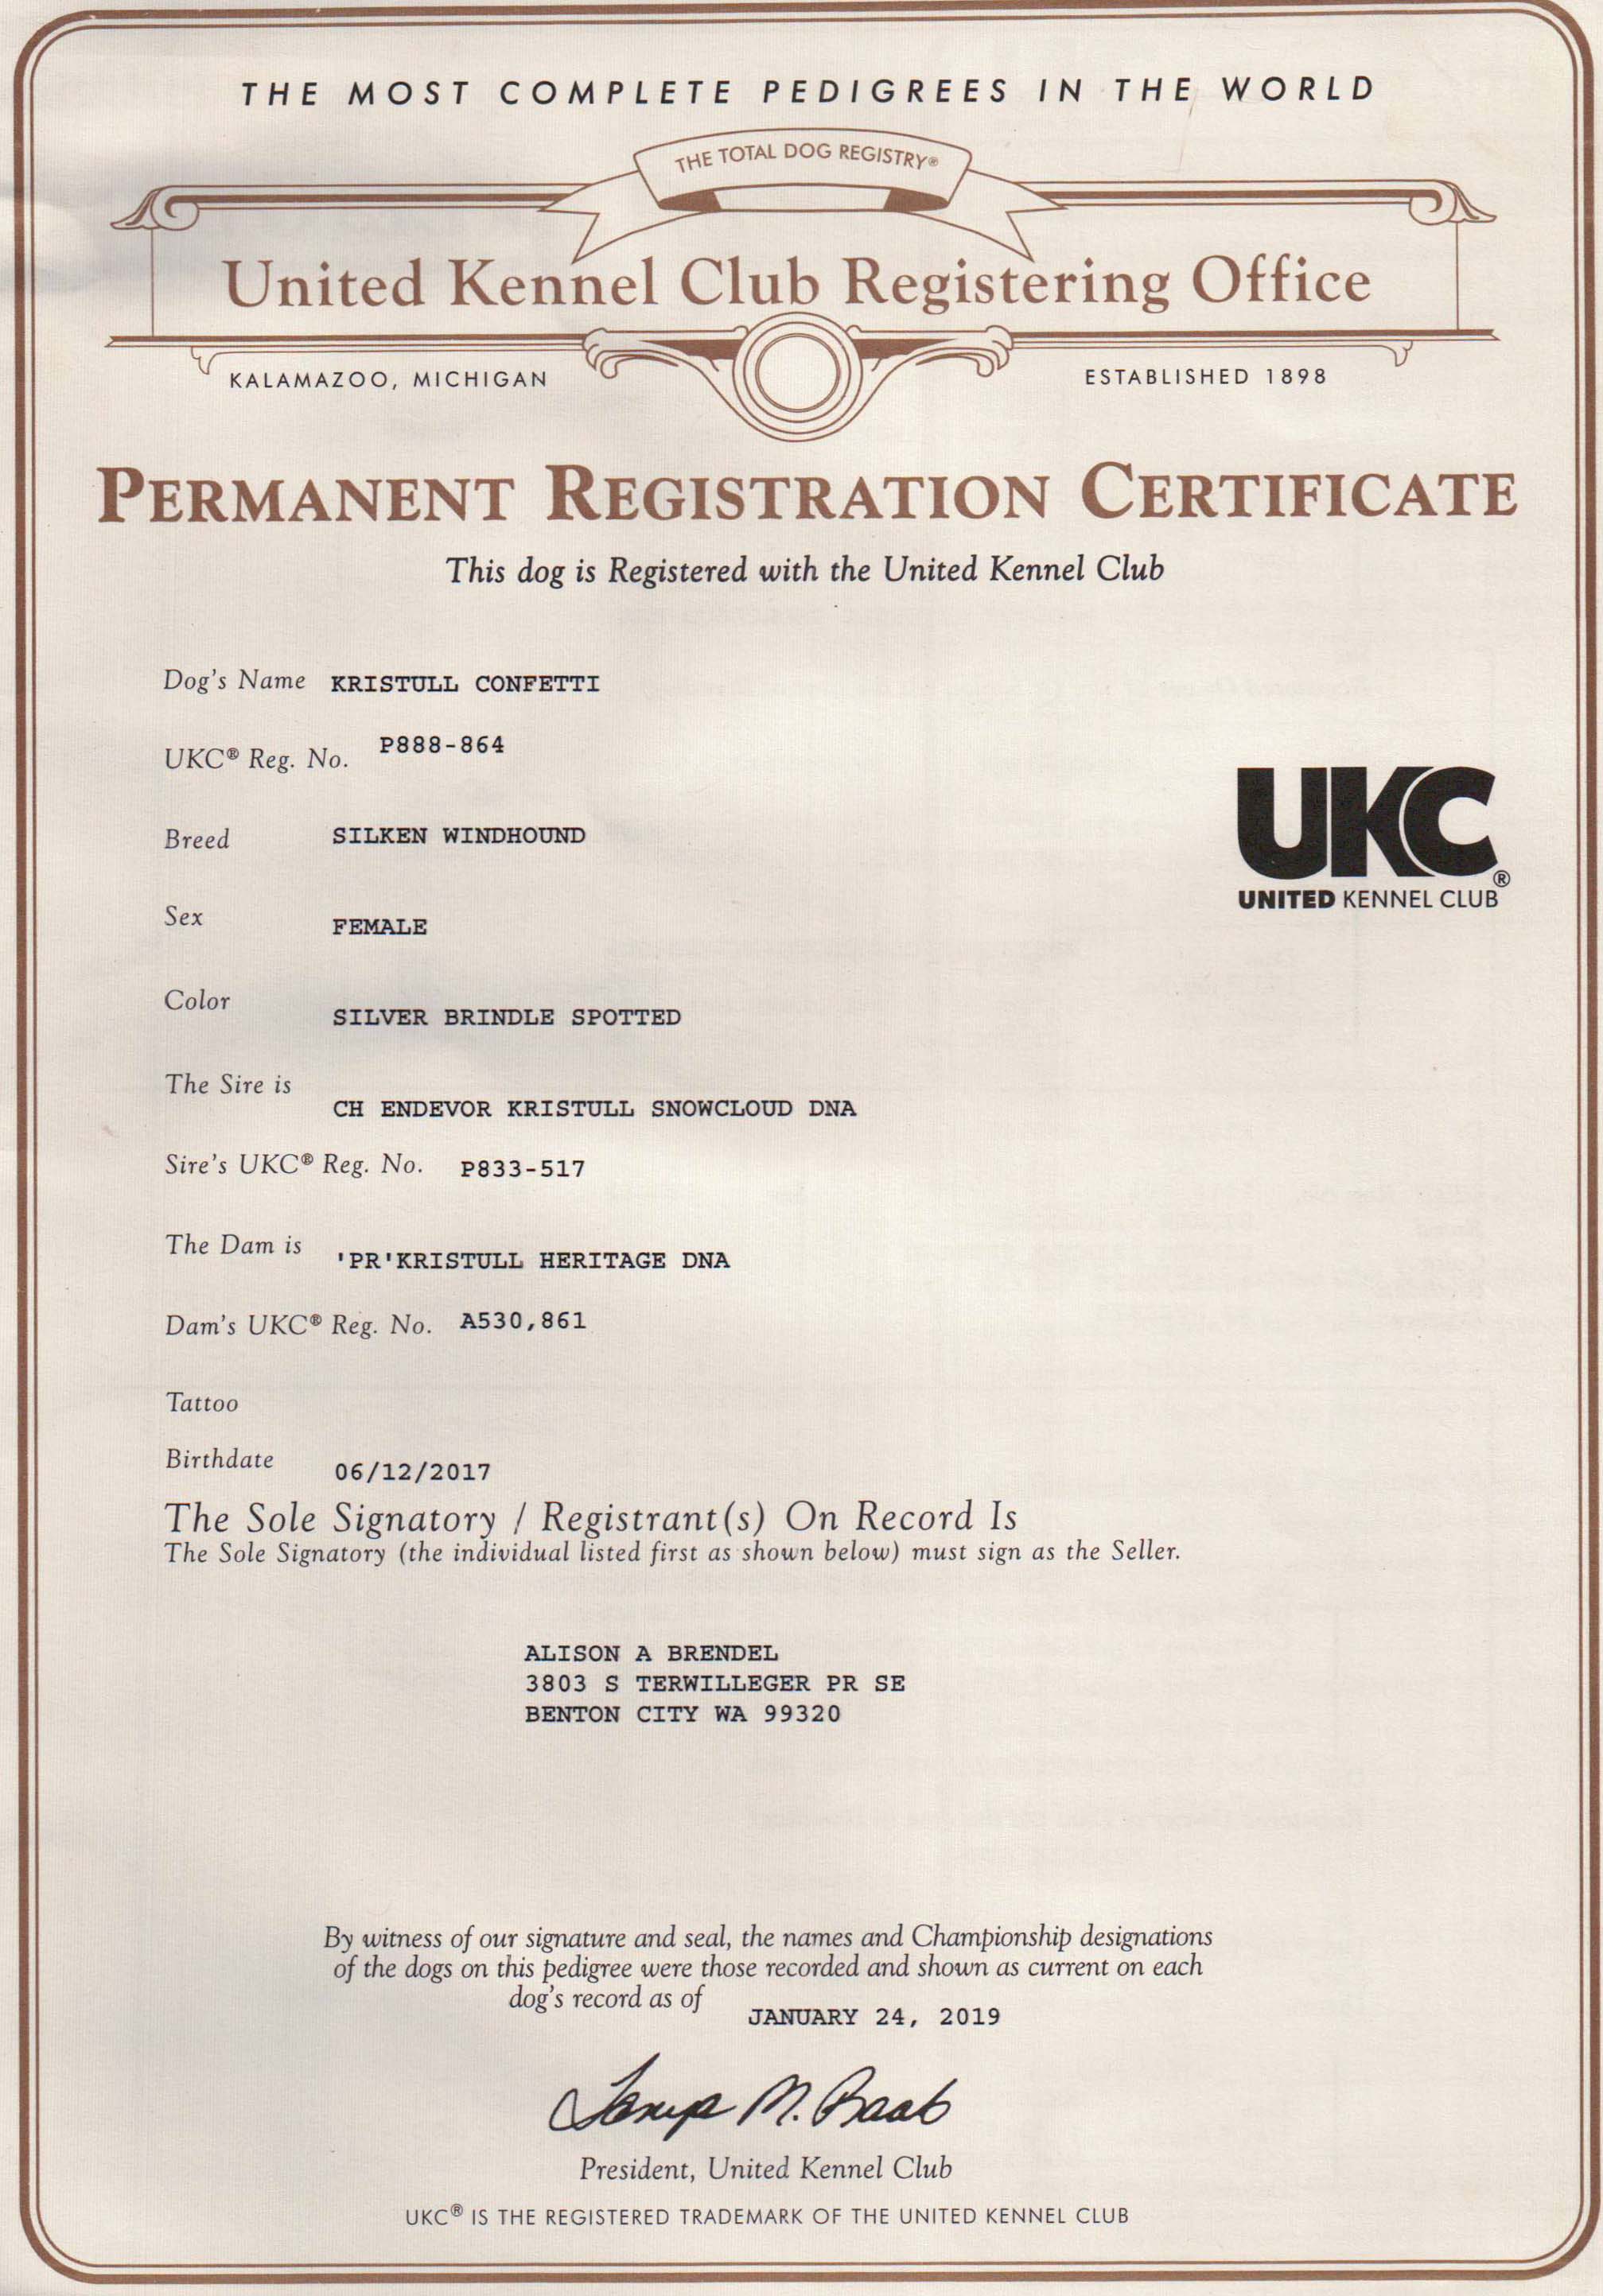 THE MOST COMPLETE PEDIGREES IN THE WORLD
THE TOTAL DOG REGISTRY®
United Kennel Club Registering Office
KALAMAZOO, MICHIGAN
ESTABLISHED 1898
PERMANENT REGISTRATION CERTIFICATE
This dog is Registered with the United Kennel Club
Dog's Name KRISTULL CONFETTI
UKC® Reg. No. P888-864
UKC®
UNITED KENNEL CLUB
Breed SILKEN WINDHOUND
Sex FEMALE
Color SILVER BRINDLE SPOTTED
The Sire is CH ENDEVOR KRISTULL SNOWCLOUD DNA
Sire's UKC® Reg. No. P833-517
The Dam is 'PR'KRISTULL HERITAGE DNA
Dam's UKC® Reg. No. A530,861
Tattoo
Birthdate 06/12/2017
The Sole Signatory / Registrant(s) On Record Is
The Sole Signatory (the individual listed first as shown below) must sign as the Seller.
ALISON A BRENDEL
3803 S TERWILLEGER PR SE
BENTON CITY WA 99320
By witness of our signature and seal, the names and Championship designations
of the dogs on this pedigree were those recorded and shown as current on each
dog's record as of JANUARY 24, 2019
Tanya M. Raab
President, United Kennel Club
UKC® IS THE REGISTERED TRADEMARK OF THE UNITED KENNEL CLUB